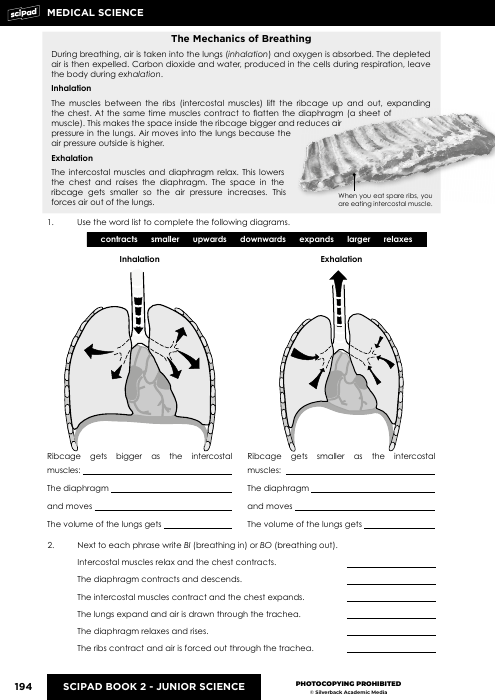 scipad MEDICAL SCIENCE
The Mechanics of Breathing
During breathing, air is taken into the lungs (inhalation) and oxygen is absorbed. The depleted
air is then expelled. Carbon dioxide and water, produced in the cells during respiration, leave
the body during exhalation.
Inhalation
The muscles between the ribs (intercostal muscles) lift the ribcage up and out, expanding
the chest. At the same time muscles contract to flatten the diaphragm (a sheet of
muscle). This makes the space inside the ribcage bigger and reduces air
pressure in the lungs. Air moves into the lungs because the
air pressure outside is higher.
Exhalation
The intercostal muscles and diaphragm relax. This lowers
the chest and raises the diaphragm. The space in the
ribcage gets smaller so the air pressure increases. This
forces air out of the lungs.
When you eat spare ribs, you
are eating intercostal muscle.
1. Use the word list to complete the following diagrams.
contracts smaller upwards downwards expands larger relaxes
Inhalation
Exhalation
Ribcage gets bigger as the intercostal
muscles:
The diaphragm
and moves
The volume of the lungs gets
Ribcage gets smaller as the intercostal
muscles:
The diaphragm
and moves
The volume of the lungs gets
2. Next to each phrase write BI (breathing in) or BO (breathing out).
Intercostal muscles relax and the chest contracts.
The diaphragm contracts and descends.
The intercostal muscles contract and the chest expands.
The lungs expand and air is drawn through the trachea.
The diaphragm relaxes and rises.
The ribs contract and air is forced out through the trachea.
194 SCIPAD BOOK 2 - JUNIOR SCIENCE
PHOTOCOPYING PROHIBITED
© Silverback Academic Media